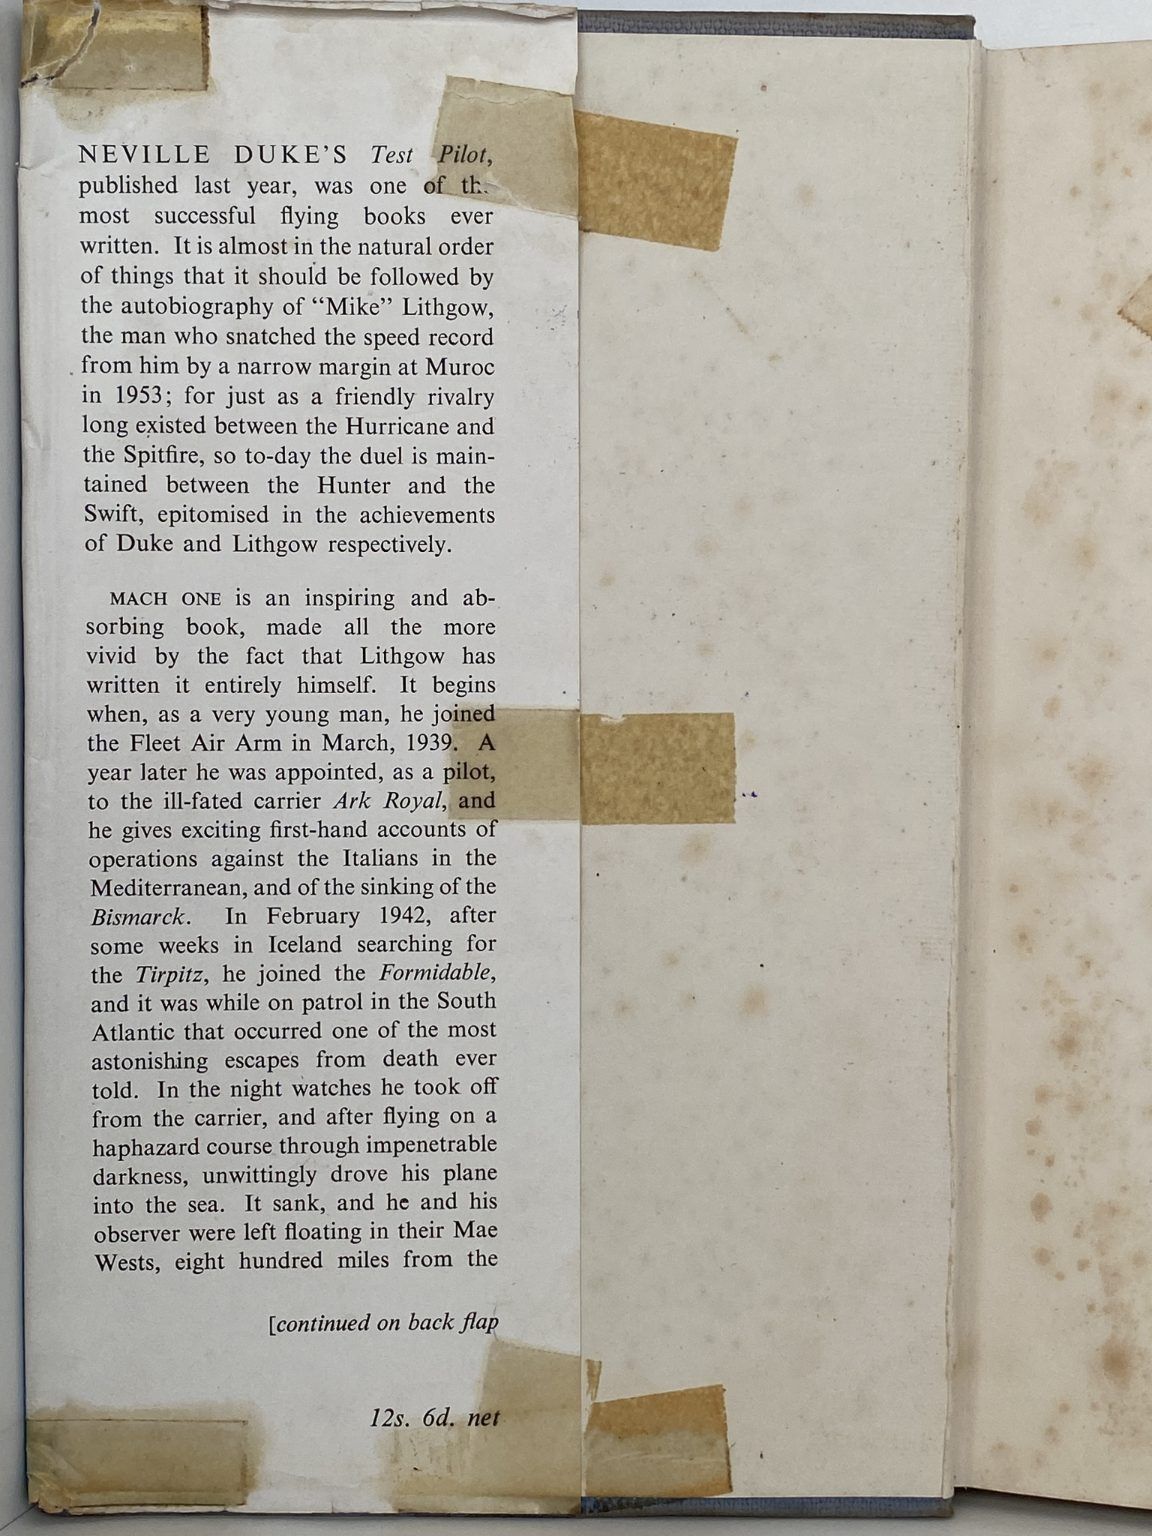 NEVILLE DUKE'S Test Pilot,
published last year, was one of the
most successful flying books ever
written. It is almost in the natural order
of things that it should be followed by
the autobiography of “Mike” Lithgow,
the man who snatched the speed record
from him by a narrow margin at Muroc
in 1953; for just as a friendly rivalry
long existed between the Hurricane and
the Spitfire, so to-day the duel is main-
tained between the Hunter and the
Swift, epitomised in the achievements
of Duke and Lithgow respectively.
MACH ONE is an inspiring and ab-
sorbing book, made all the more
vivid by the fact that Lithgow has
written it entirely himself. It begins
when, as a very young man, he joined
the Fleet Air Arm in March, 1939. A
year later he was appointed, as a pilot,
to the ill-fated carrier Ark Royal, and
he gives exciting first-hand accounts of
operations against the Italians in the
Mediterranean, and of the sinking of the
Bismarck. In February 1942, after
some weeks in Iceland searching for
the Tirpitz, he joined the Formidable,
and it was while on patrol in the South
Atlantic that occurred one of the most
astonishing escapes from death ever
told. In the night watches he took off
from the carrier, and after flying on a
haphazard course through impenetrable
darkness, unwittingly drove his plane
into the sea. It sank, and he and his
observer were left floating in their Mae
Wests, eight hundred miles from the
[continued on back flap
12s. 6d. net